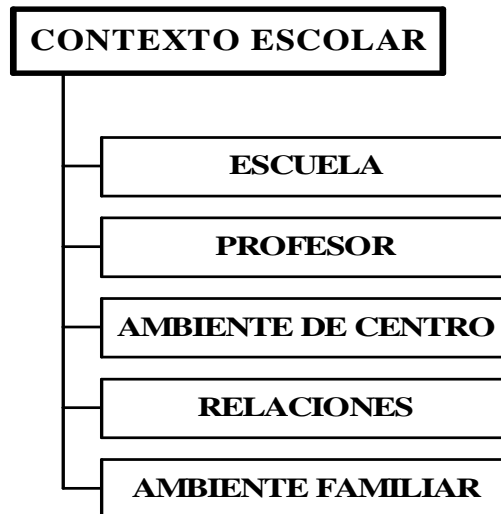 CONTEXTO ESCOLAR
ESCUELA
PROFESOR
AMBIENTE DE CENTRO
RELACIONES
AMBIENTE FAMILIAR